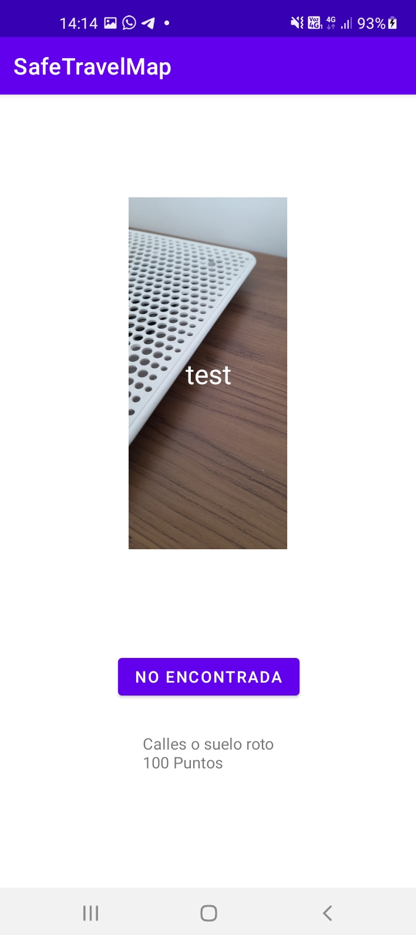 14:14 93%
SafeTravelMap
test
NO ENCONTRADA
Calles o suelo roto
100 Puntos